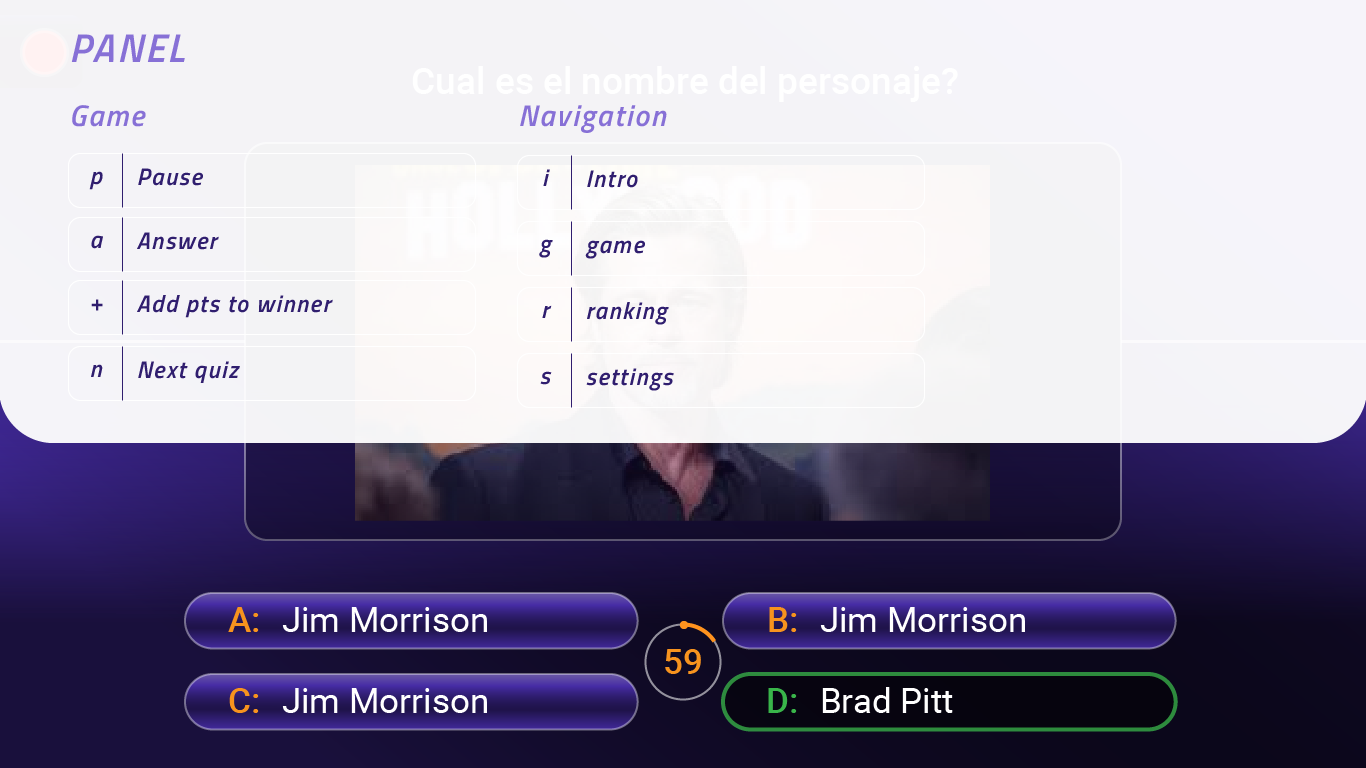 PANEL
Cual es el nombre del personaje?
Game
Navigation
p Pause
i Intro
a Answer
g game
+ Add pts to winner
r ranking
n Next quiz
s settings
A: Jim Morrison
B: Jim Morrison
59
C: Jim Morrison
D: Brad Pitt